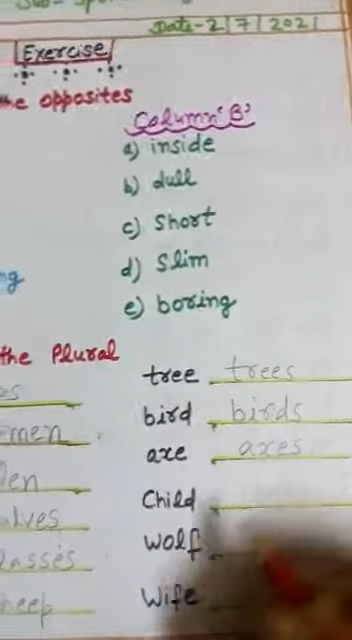 Date-2/7/2021
Exercise
the opposites
Column 'B'
a) inside
b) dull
c) Short
d) Slim
e) boring
the Plural
tree trees
bird birds
men
axe axes
Child
Wolf
Wife